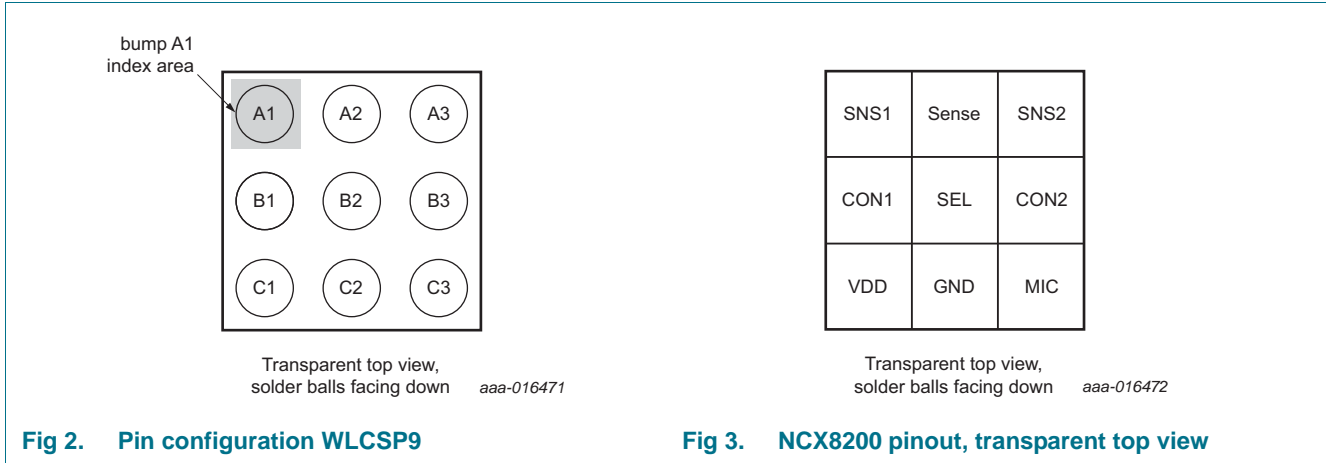 bump A1
index area
A1 A2 A3
B1 B2 B3
C1 C2 C3
Transparent top view,
solder balls facing down aaa-016471
Fig 2. Pin configuration WLCSP9
SNS1 Sense SNS2
CON1 SEL CON2
VDD GND MIC
Transparent top view,
solder balls facing down aaa-016472
Fig 3. NCX8200 pinout, transparent top view